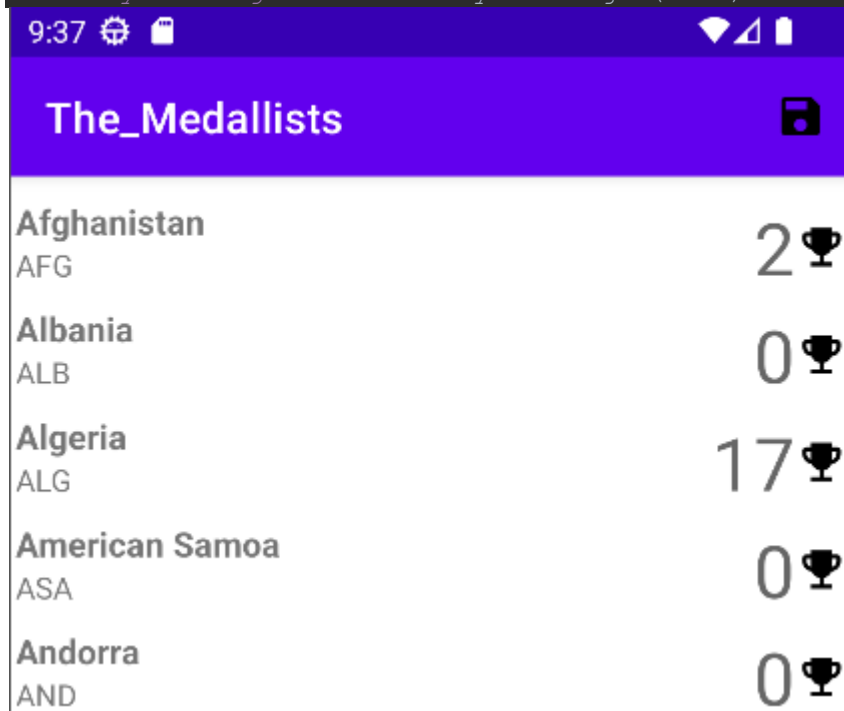 9:37
The_Medallists
Afghanistan
AFG
2
Albania
ALB
0
Algeria
ALG
17
American Samoa
ASA
0
Andorra
AND
0